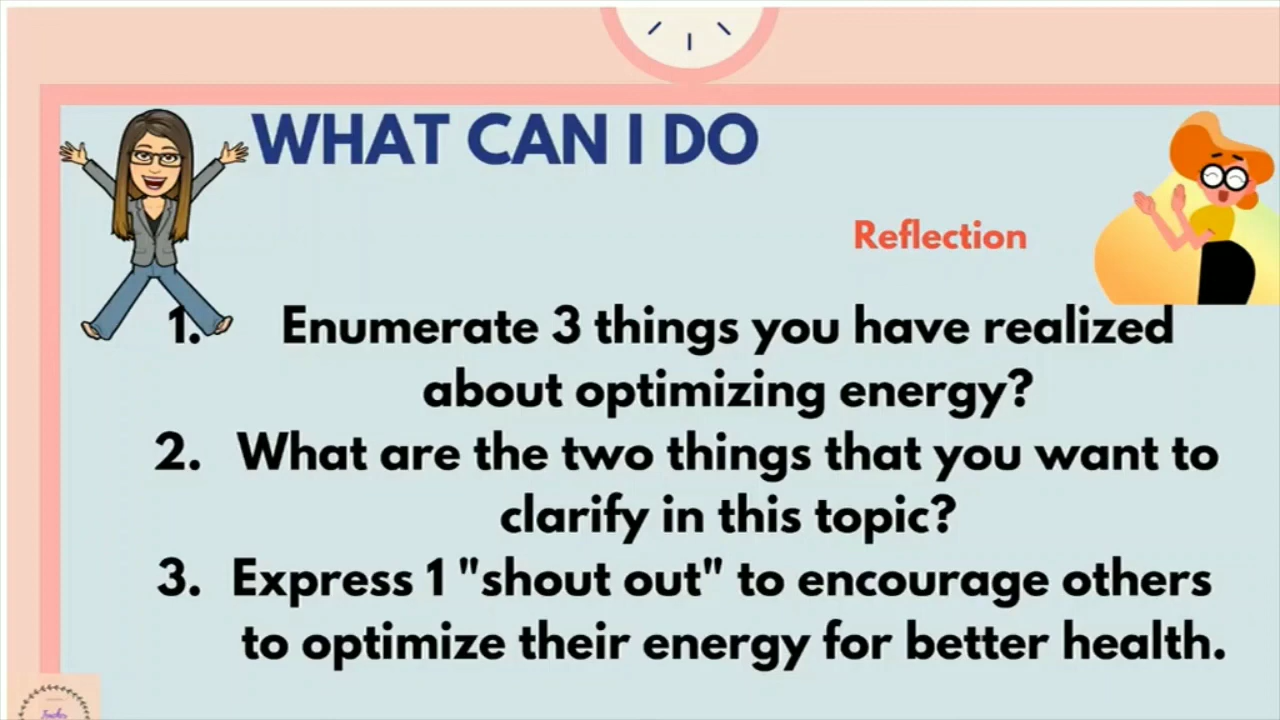 WHAT CAN I DO
Reflection
1. Enumerate 3 things you have realized
about optimizing energy?
2. What are the two things that you want to
clarify in this topic?
3. Express 1 "shout out" to encourage others
to optimize their energy for better health.